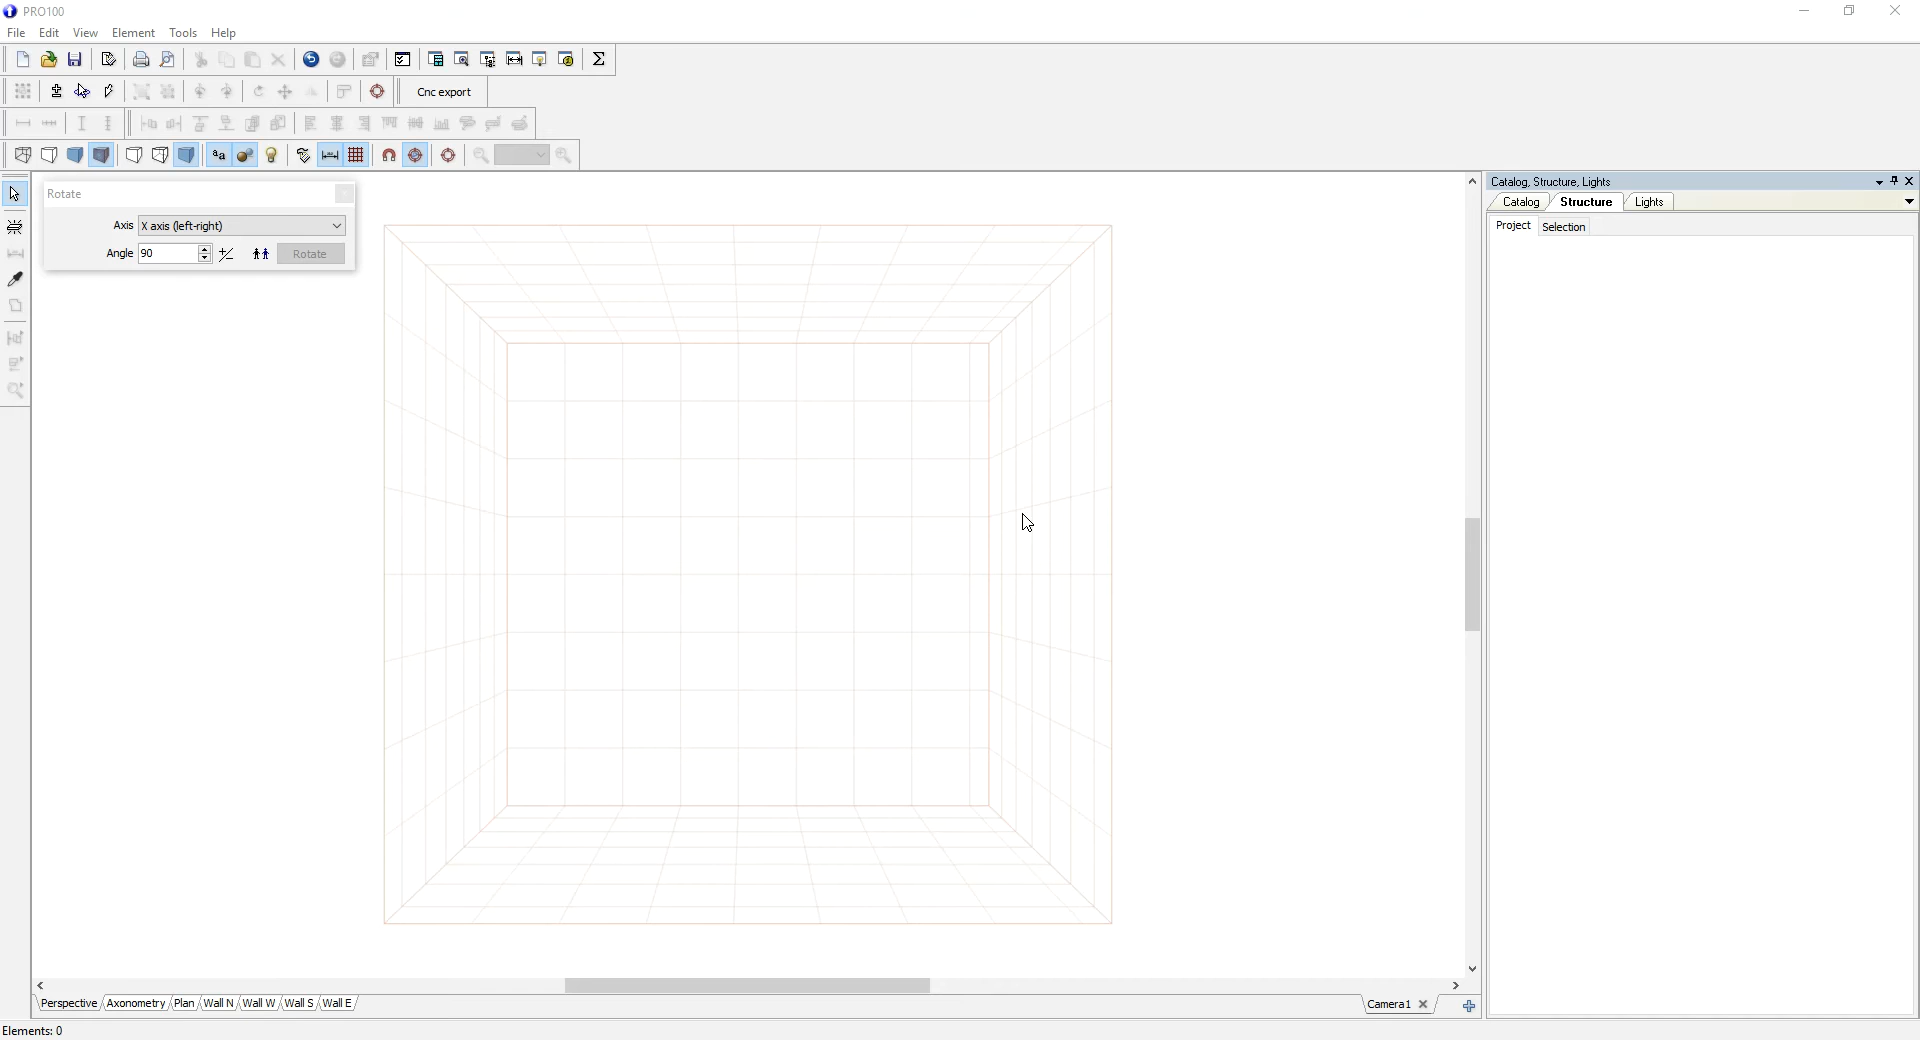 PRO100
File Edit View Element Tools Help
Cnc export
aa
Rotate
Axis X axis (left-right)
Angle 90 Rotate
Catalog, Structure, Lights
Catalog Structure Lights
Project Selection
Perspective Axonometry Plan Wall N Wall W Wall S Wall E
Camera1
Elements: 0